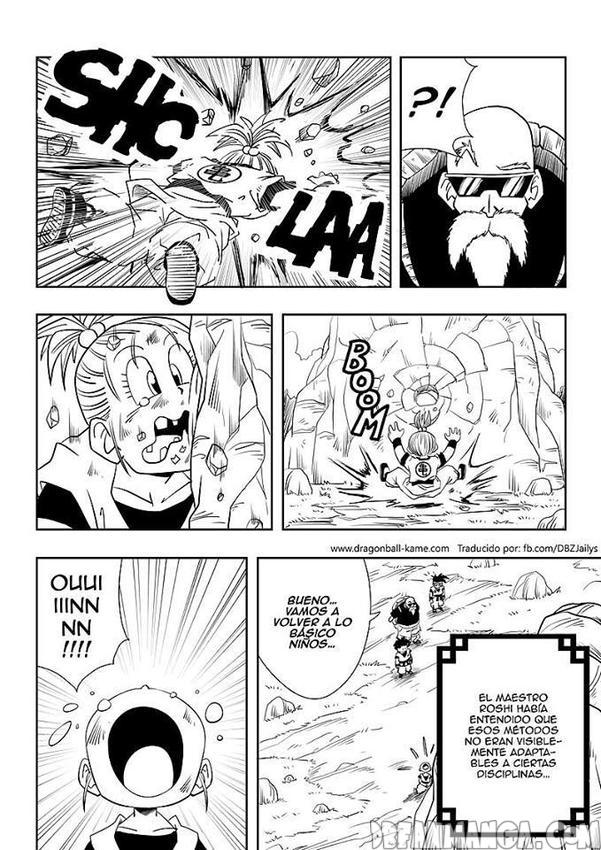 SHC
LAA
?!
BOOM
www.dragonball-kame.com Traducido por: fb.com/DBZJailys
OUUI
IIINN
NN
!!!!
BUENO...
VAMOS A
VOLVER A LO
BÁSICO
NIÑOS...
EL MAESTRO
ROSHI HABÍA
ENTENDIDO QUE
ESOS MÉTODOS
NO ERAN VISIBLE-
MENTE ADAPTA-
BLES A CIERTAS
DISCIPLINAS...
DBFMMANGA.COM